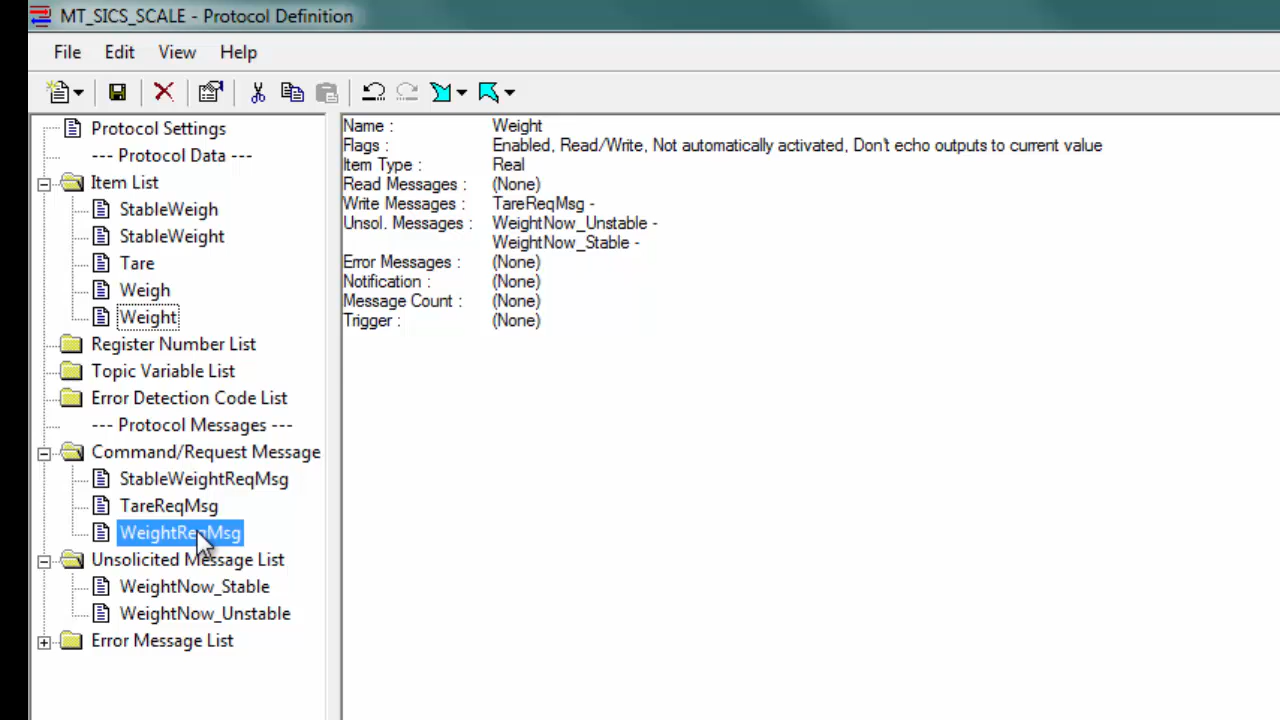 MT_SICS_SCALE - Protocol Definition
File Edit View Help
Protocol Settings
--- Protocol Data ---
Item List
StableWeigh
StableWeight
Tare
Weigh
Weight
Register Number List
Topic Variable List
Error Detection Code List
--- Protocol Messages ---
Command/Request Message
StableWeightReqMsg
TareReqMsg
WeightReqMsg
Unsolicited Message List
WeightNow_Stable
WeightNow_Unstable
Error Message List
Name : Weight
Flags : Enabled, Read/Write, Not automatically activated, Don't echo outputs to current value
Item Type : Real
Read Messages : (None)
Write Messages : TareReqMsg -
Unsol. Messages : WeightNow_Unstable -
WeightNow_Stable -
Error Messages : (None)
Notification : (None)
Message Count : (None)
Trigger : (None)